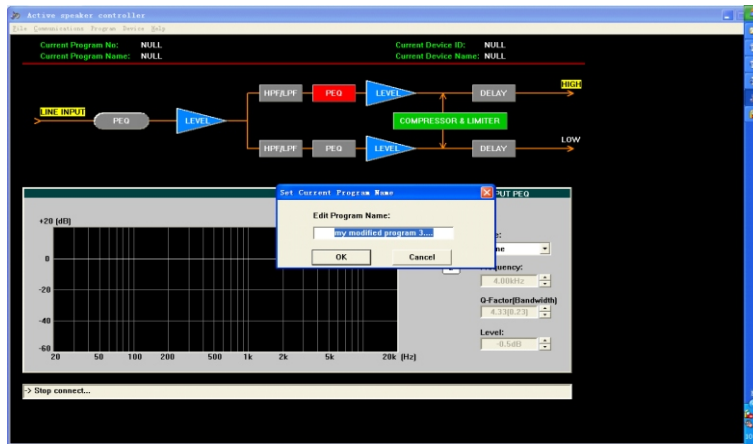 Active speaker controller
File Communications Program Device Help
Current Program No: NULL
Current Device ID: NULL
Current Program Name: NULL
Current Device Name: NULL
HPF/LPF
PEQ
LEVEL
DELAY
HIGH
LINE INPUT
PEQ
LEVEL
COMPRESSOR & LIMITER
HPF/LPF
PEQ
LEVEL
DELAY
LOW
Set Current Program Name
PUT PEQ
Edit Program Name:
my modified program 3....
OK
Cancel
+20 (dB)
0
-20
-40
-60
20 50 100 200 500 1k 2k 5k 20k (Hz)
4.00kHz
Q-Factor(Bandwidth)
4.33(0.23)
Level:
-0.5dB
-> Stop connect...